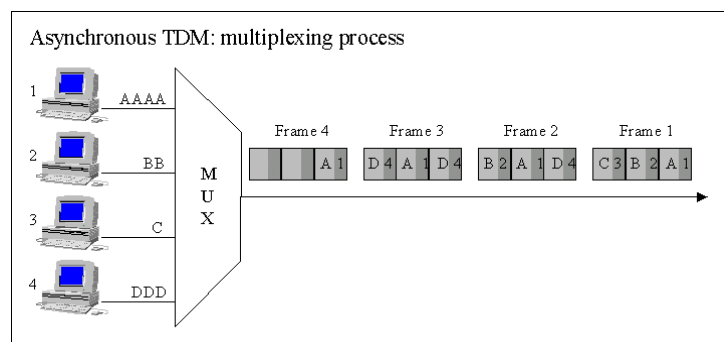 Asynchronous TDM: multiplexing process
1
AAAA
2
BB
3
C
4
DDD
M
U
X
Frame 4
Frame 3
Frame 2
Frame 1
A 1
D 4 A 1 D 4
B 2 A 1 D 4
C 3 B 2 A 1